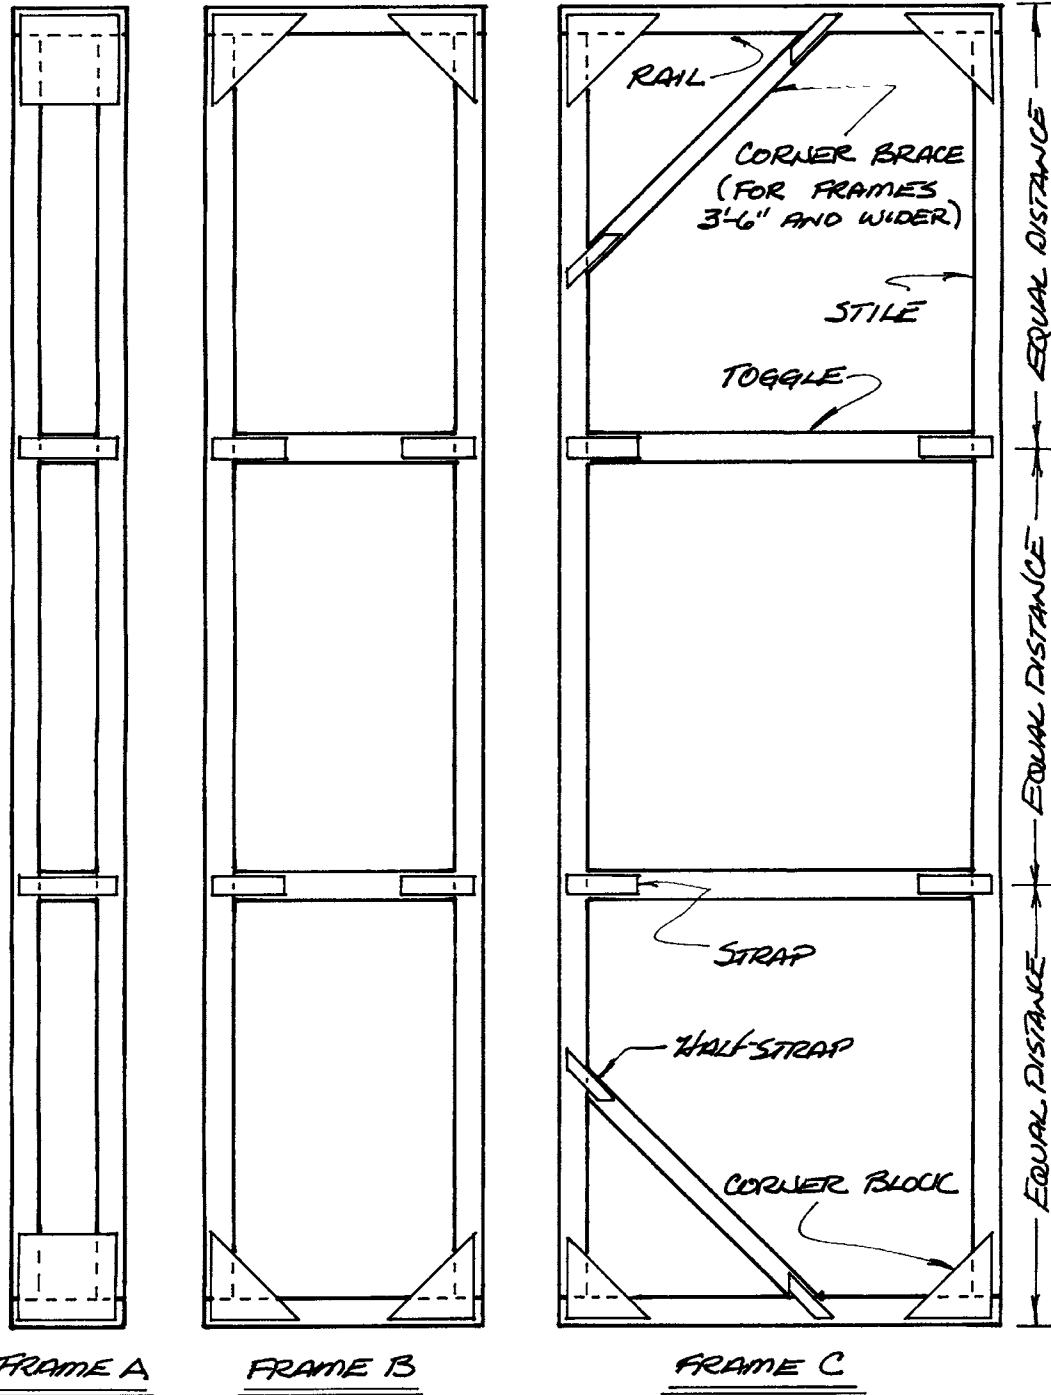 RAIL
CORNER BRACE
(FOR FRAMES
3'-6" AND WIDER)
STILE
TOGGLE
STRAP
HALF-STRAP
CORNER BLOCK
EQUAL DISTANCE
EQUAL DISTANCE
EQUAL DISTANCE
FRAME A
FRAME B
FRAME C